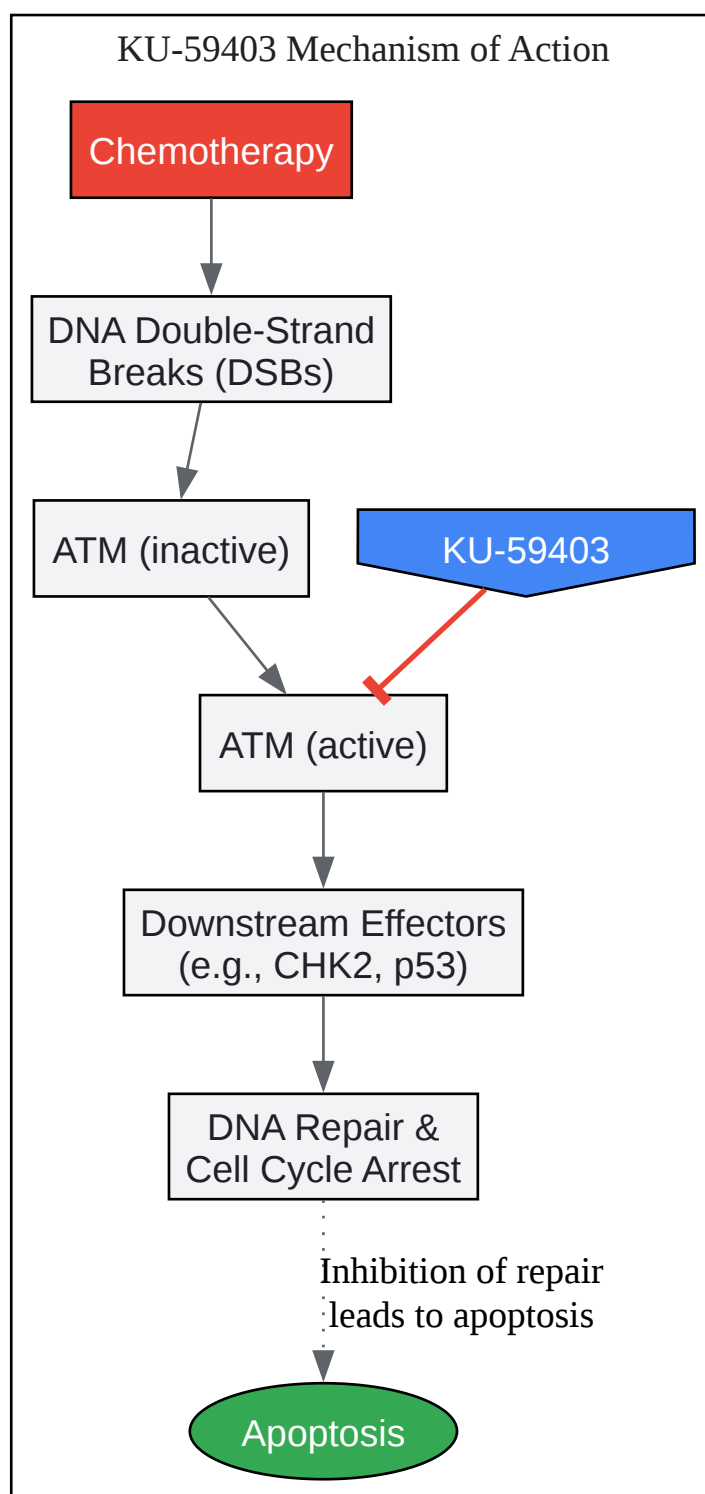 KU-59403 Mechanism of Action
Chemotherapy
DNA Double-Strand
Breaks (DSBs)
ATM (inactive)
KU-59403
ATM (active)
Downstream Effectors
(e.g., CHK2, p53)
DNA Repair &
Cell Cycle Arrest
Inhibition of repair
leads to apoptosis
Apoptosis